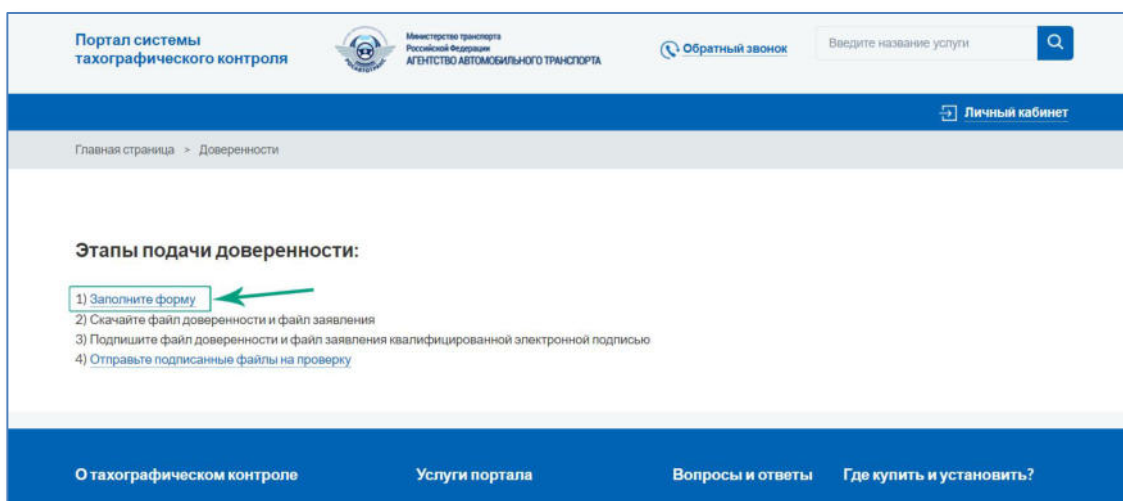 Портал системы
тахографического контроля
Министерство транспорта
Российской Федерации
АГЕНТСТВО АВТОМОБИЛЬНОГО ТРАНСПОРТА
Обратный звонок
Введите название услуги
Личный кабинет
Главная страница > Доверенности
Этапы подачи доверенности:
1) Заполните форму
2) Скачайте файл доверенности и файл заявления
3) Подпишите файл доверенности и файл заявления квалифицированной электронной подписью
4) Отправьте подписанные файлы на проверку
О тахографическом контроле
Услуги портала
Вопросы и ответы
Где купить и установить?